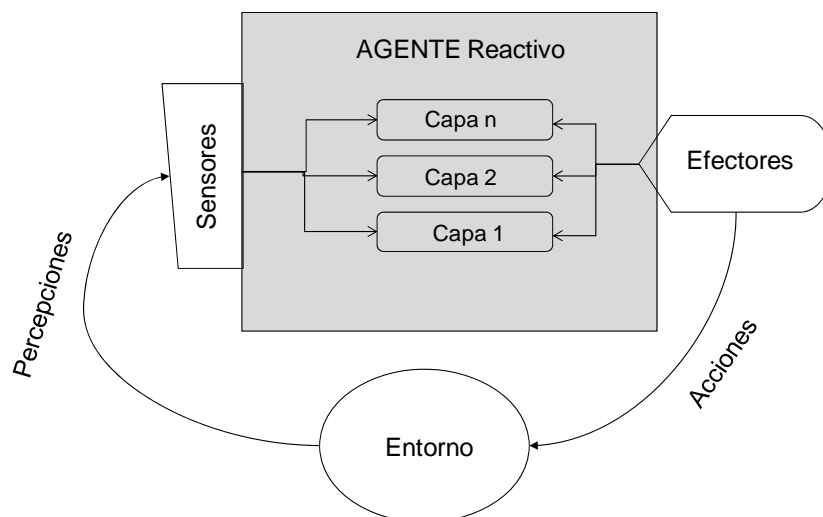 AGENTE Reactivo
Sensores
Capa n
Capa 2
Capa 1
Efectores
Percepciones
Acciones
Entorno